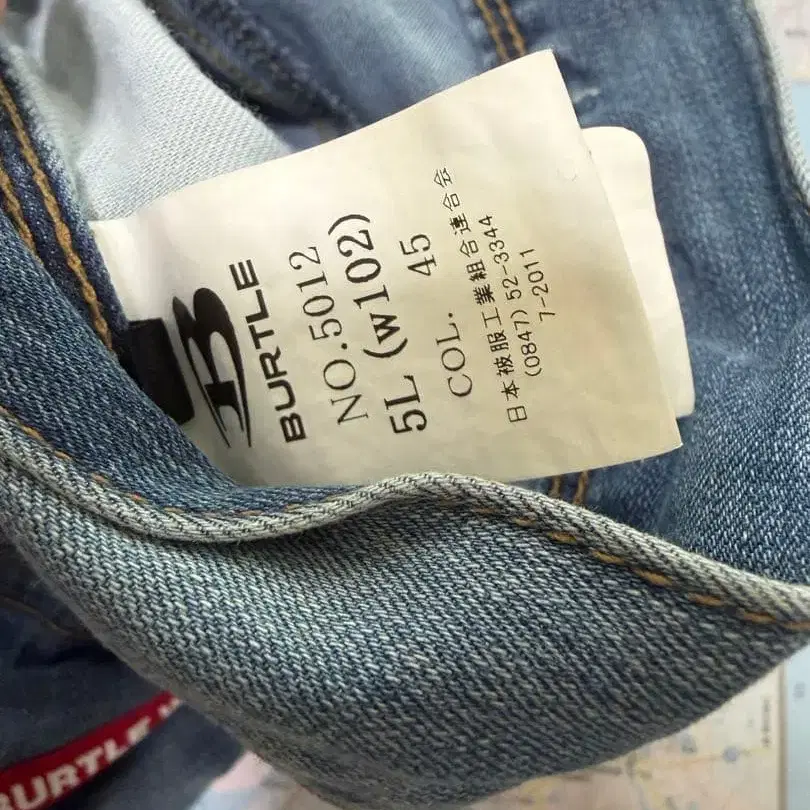 B
BURTLE
NO.5012
5L (w102)
COL. 45
日本被服工業組合連合会
(0847) 52-3344
7-2011
BURTLE